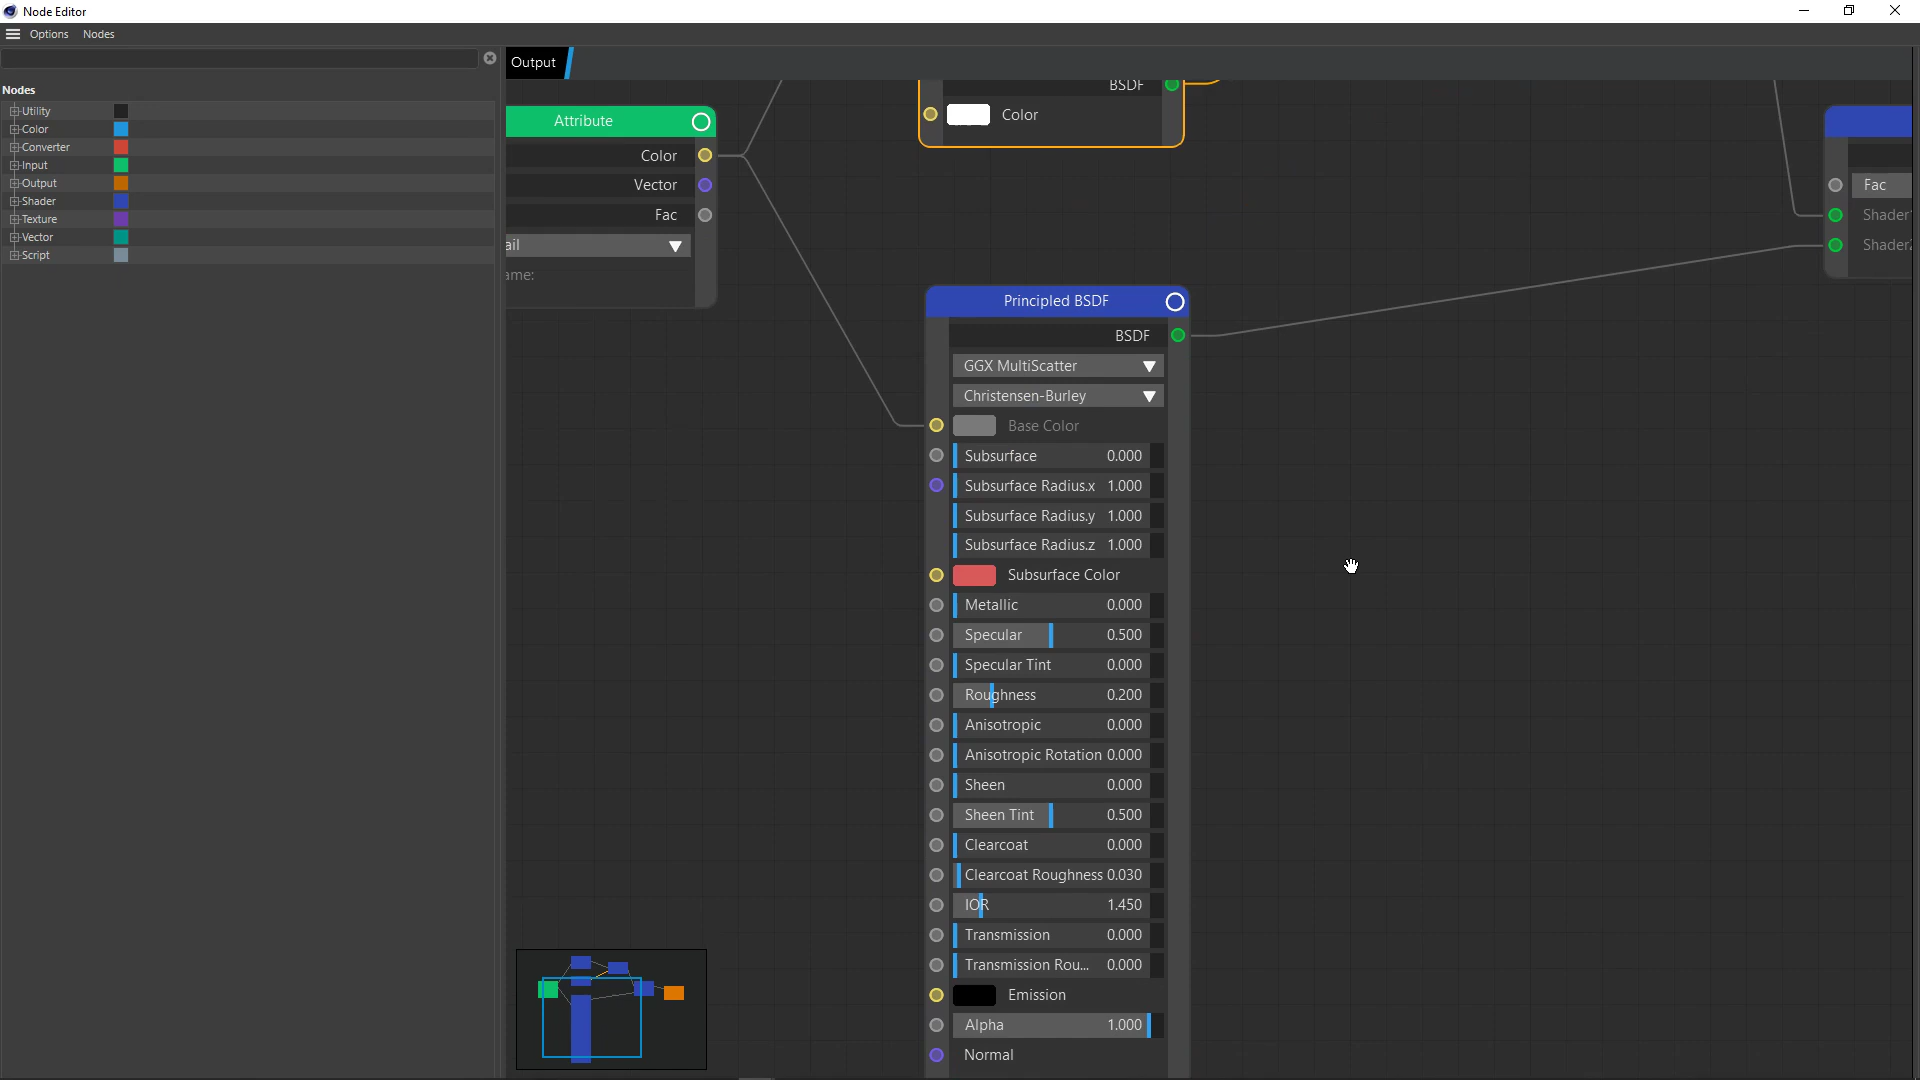 Node Editor
Options Nodes
Output
Nodes
Utility
Color
Converter
Input
Output
Shader
Texture
Vector
Script
Attribute
Color
Vector
Fac
ail
ame:
BSDF
Color
Fac
Shader1
Shader2
Principled BSDF
BSDF
GGX MultiScatter
Christensen-Burley
Base Color
Subsurface 0.000
Subsurface Radius.x 1.000
Subsurface Radius.y 1.000
Subsurface Radius.z 1.000
Subsurface Color
Metallic 0.000
Specular 0.500
Specular Tint 0.000
Roughness 0.200
Anisotropic 0.000
Anisotropic Rotation 0.000
Sheen 0.000
Sheen Tint 0.500
Clearcoat 0.000
Clearcoat Roughness 0.030
IOR 1.450
Transmission 0.000
Transmission Rou... 0.000
Emission
Alpha 1.000
Normal